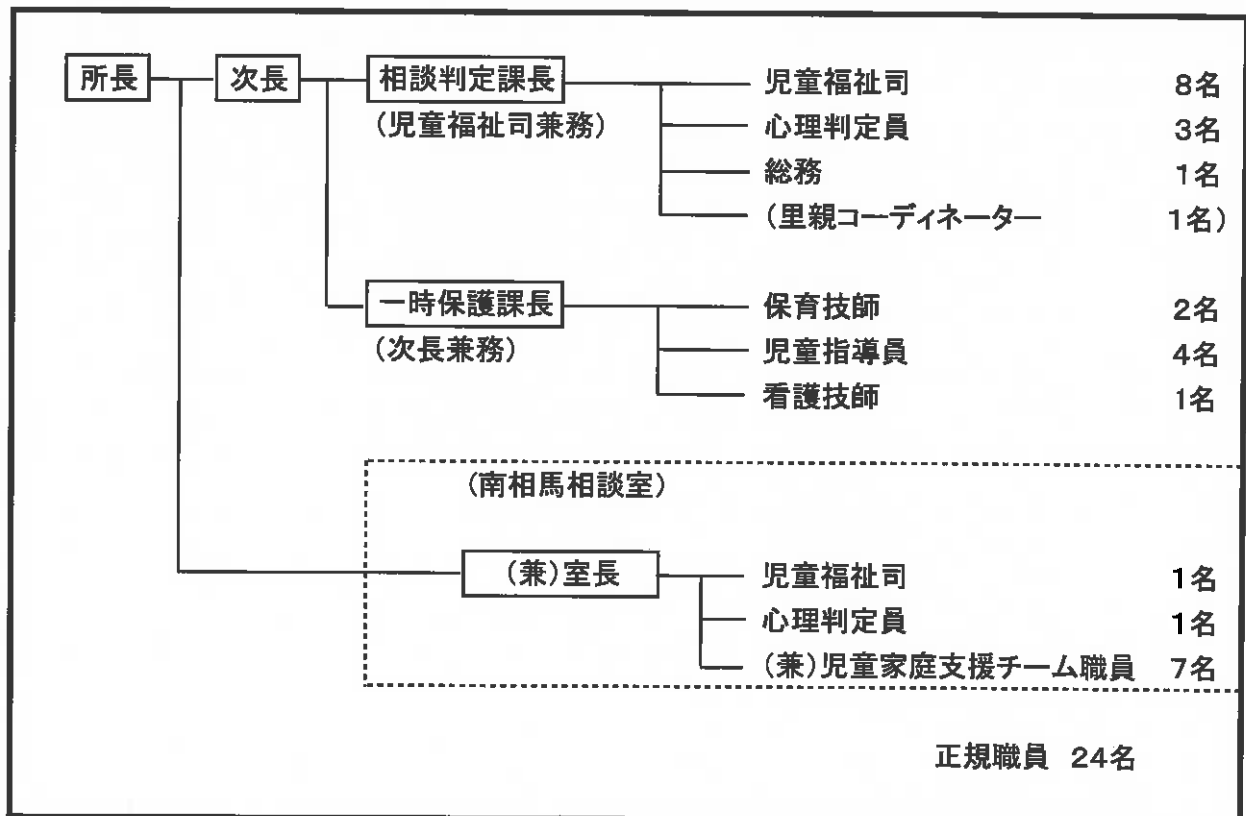 所長 次長 相談判定課長 児童福祉司 8名
(児童福祉司兼務)
心理判定員 3名
総務 1名
(里親コーディネーター 1名)
一時保護課長 保育技師 2名
(次長兼務)
児童指導員 4名
看護技師 1名
(南相馬相談室)
(兼)室長 児童福祉司 1名
心理判定員 1名
(兼)児童家庭支援チーム職員 7名
正規職員 24名